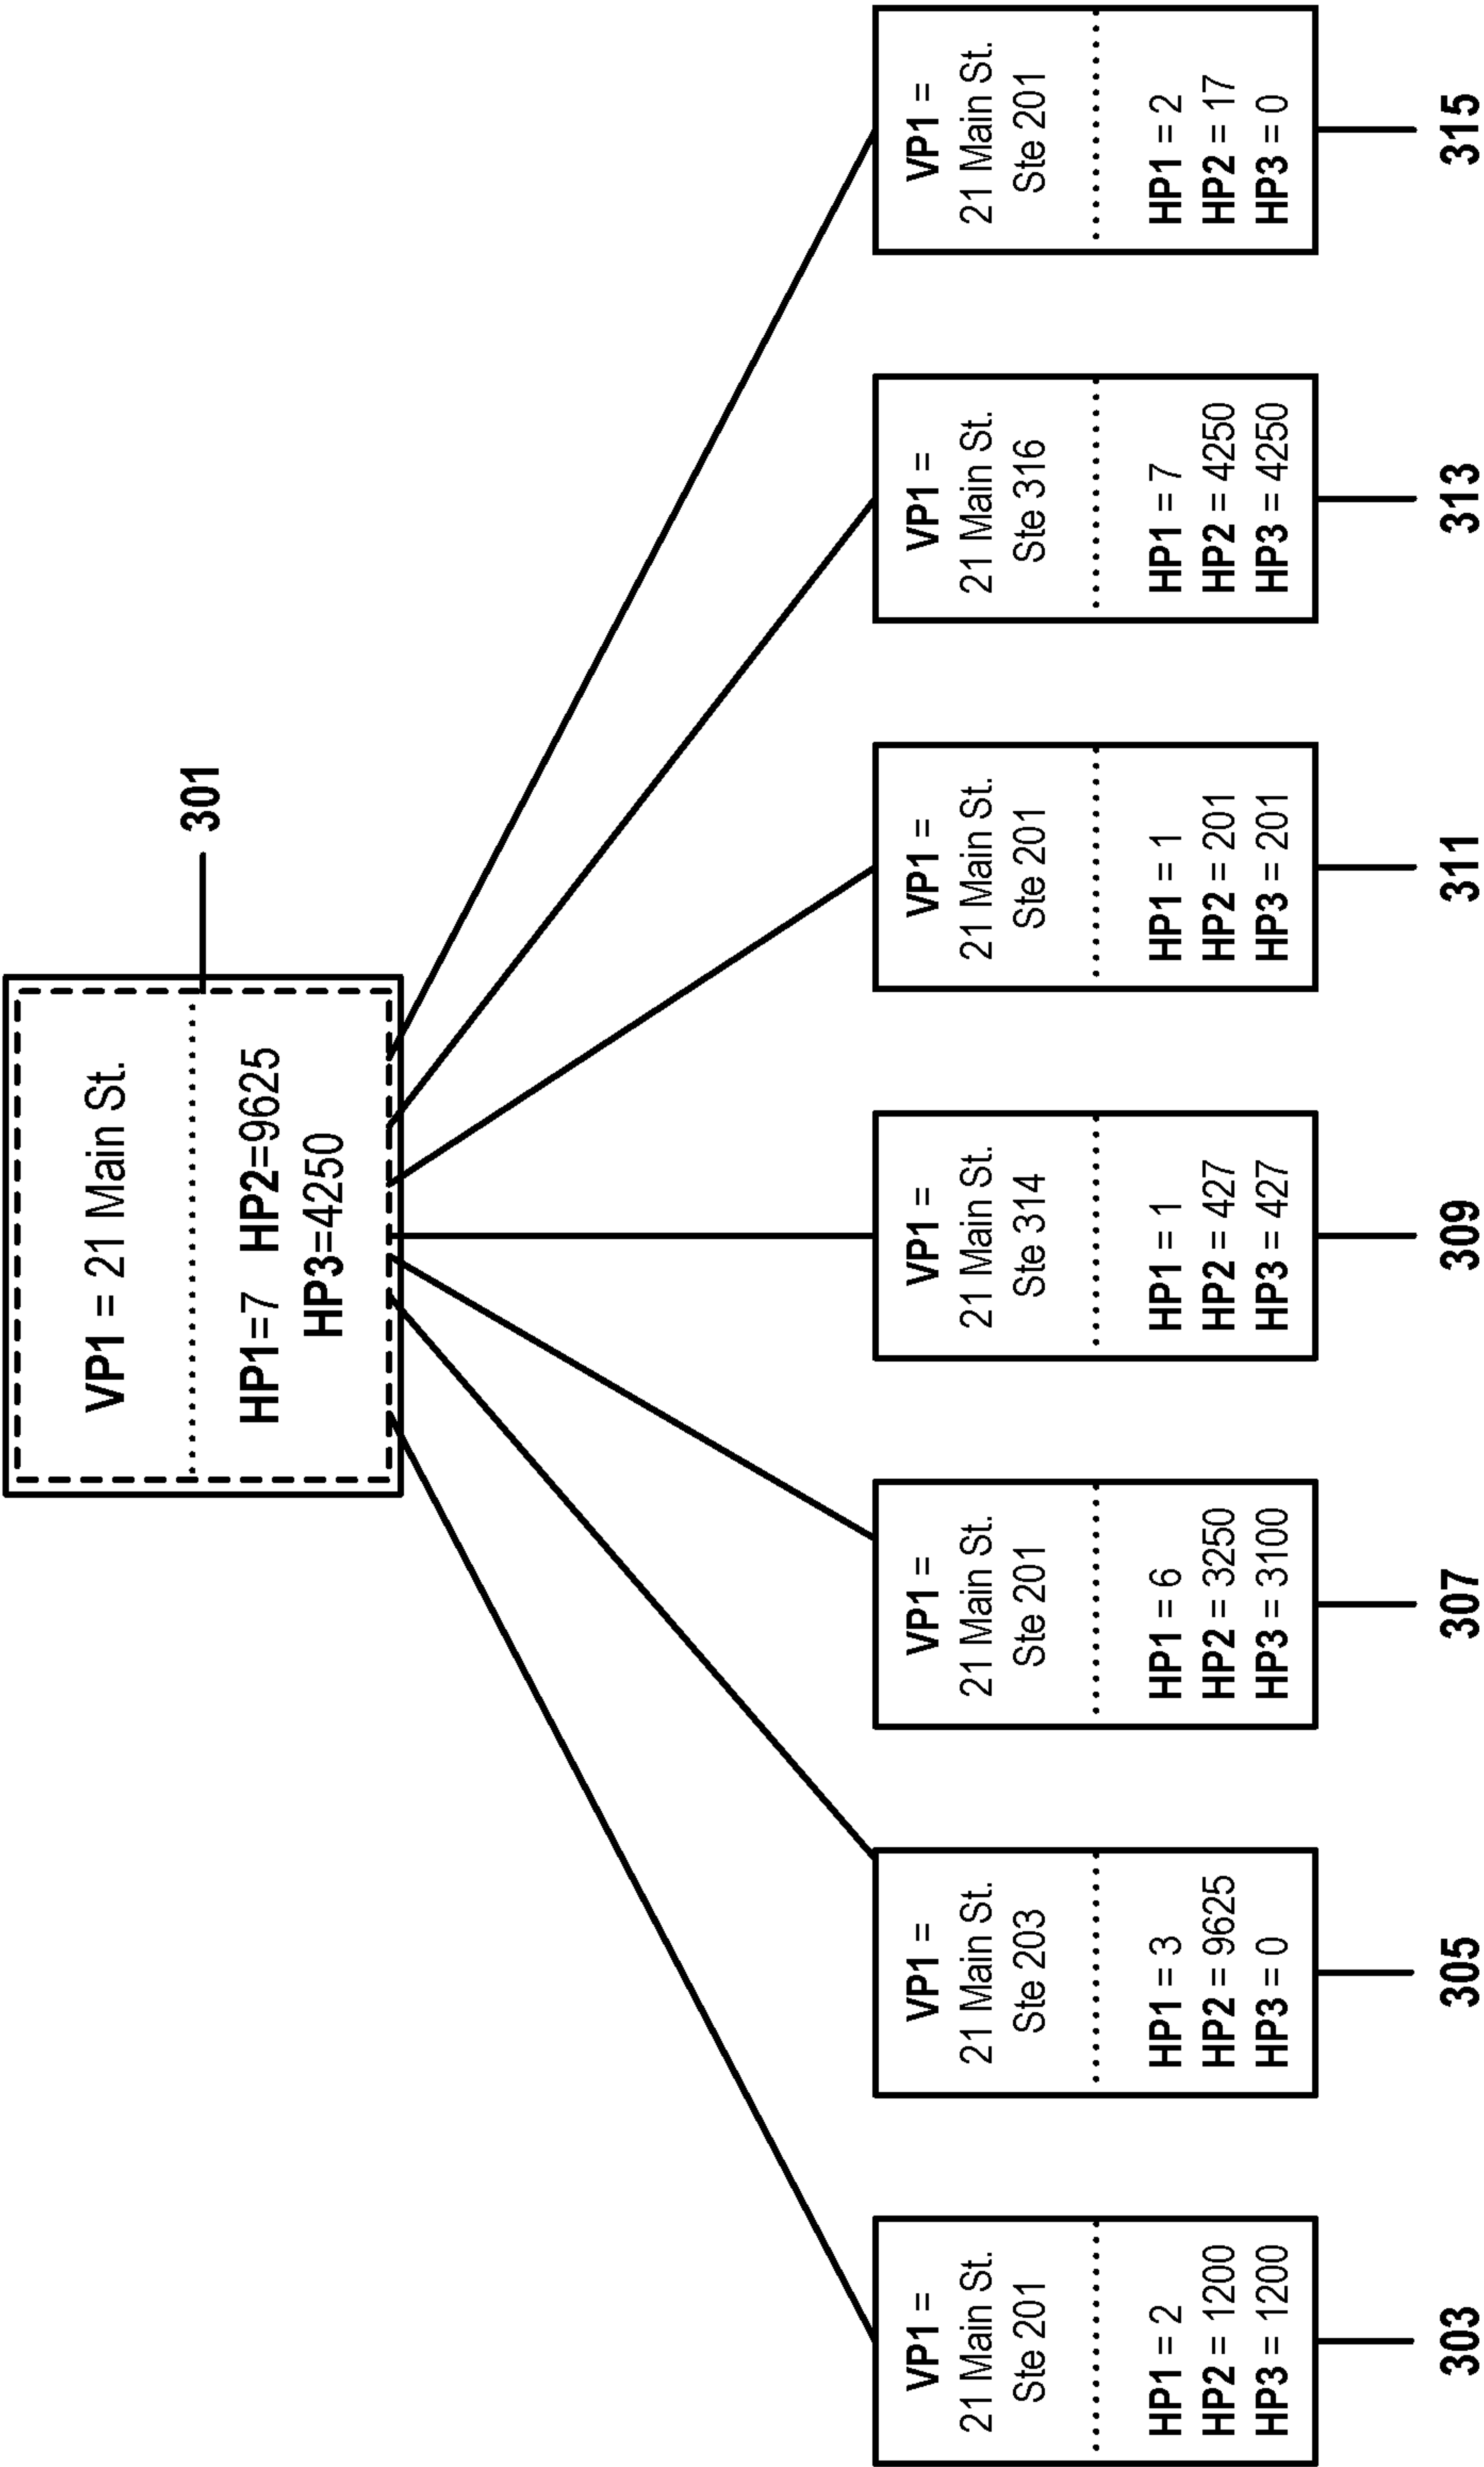 VP1 = 21 Main St.
HP1=7 HP2=9625
HP3=4250
301
VP1 =
21 Main St.
Ste 201
HP1 = 2
HP2 = 1200
HP3 = 1200
303
VP1 =
21 Main St.
Ste 203
HP1 = 3
HP2 = 9625
HP3 = 0
305
VP1 =
21 Main St.
Ste 201
HP1 = 6
HP2 = 3250
HP3 = 3100
307
VP1 =
21 Main St.
Ste 314
HP1 = 1
HP2 = 427
HP3 = 427
309
VP1 =
21 Main St.
Ste 201
HP1 = 1
HP2 = 201
HP3 = 201
311
VP1 =
21 Main St.
Ste 316
HP1 = 7
HP2 = 4250
HP3 = 4250
313
VP1 =
21 Main St.
Ste 201
HP1 = 2
HP2 = 17
HP3 = 0
315